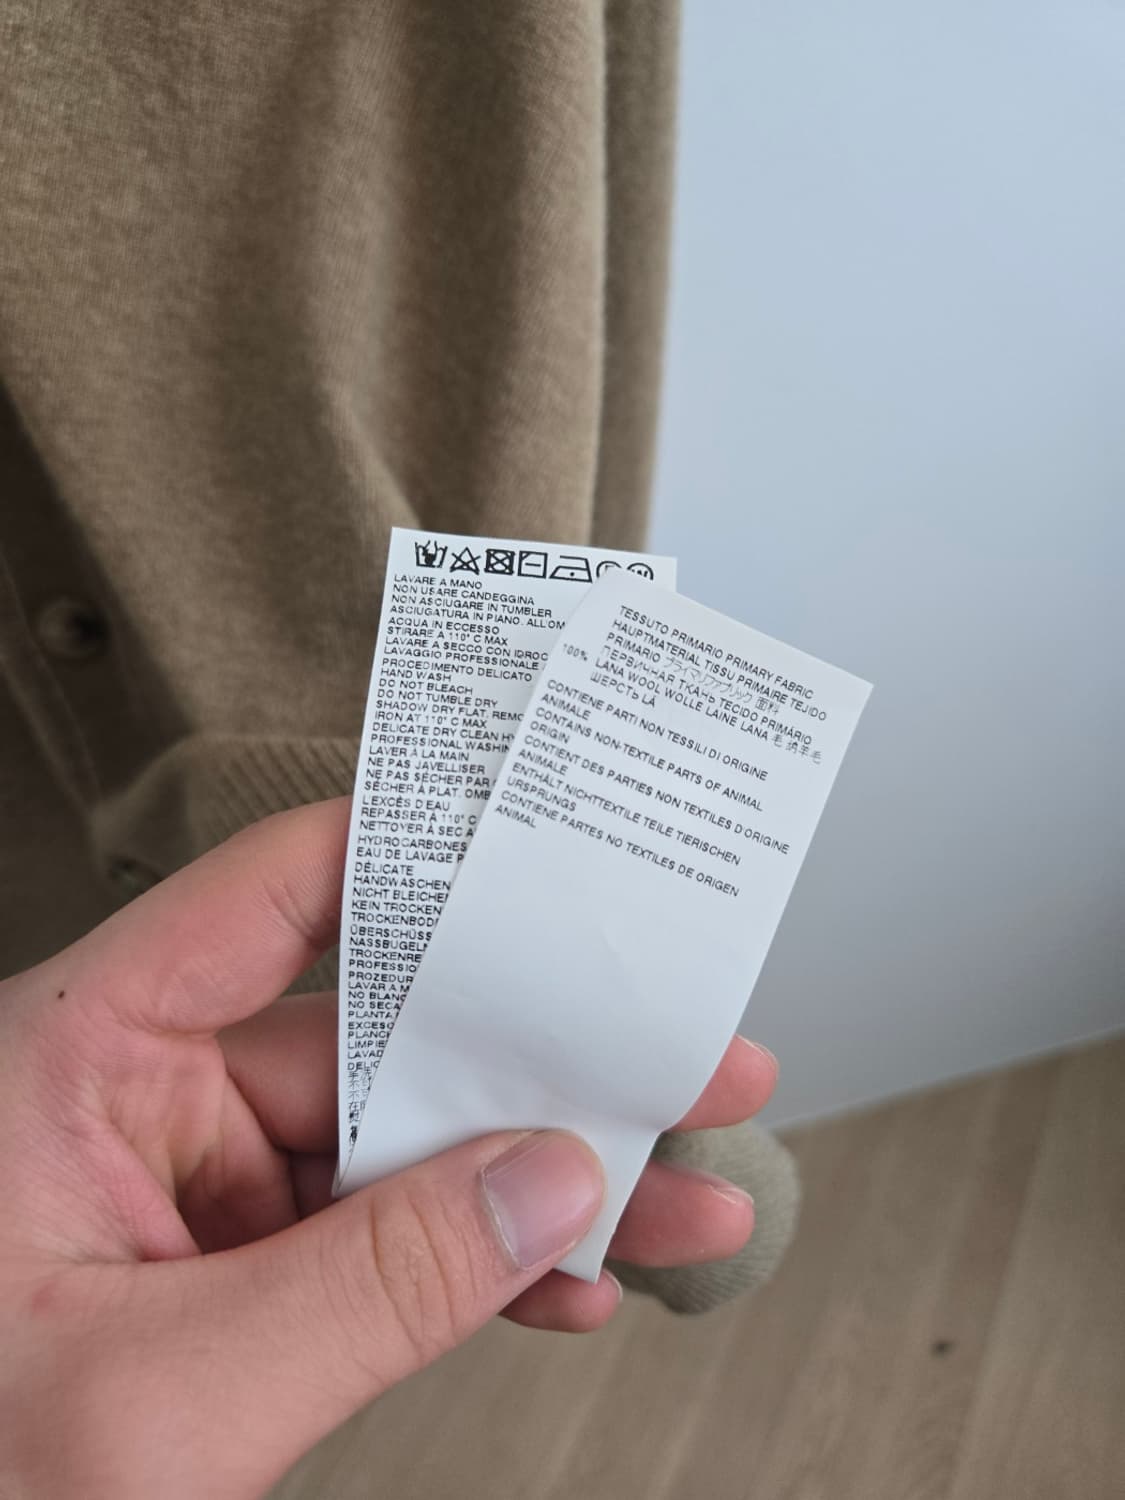 LAVARE A MANO
NON USARE CANDEGGINA
NON ASCIUGARE IN TUMBLER
ASCIUGATURA IN PIANO. ALL'OM
ACQUA IN ECCESSO
STIRARE A 110° C MAX
LAVARE A SECCO CON IDROC
LAVAGGIO PROFESSIONALE
PROCEDIMENTO DELICATO
HAND WASH
DO NOT BLEACH
DO NOT TUMBLE DRY
SHADOW DRY FLAT. REMO
IRON AT 110° C MAX
DELICATE DRY CLEAN HY
PROFESSIONAL WASHIN
LAVER À LA MAIN
NE PAS JAVELLISER
NE PAS SÉCHER PAR
SÉCHER À PLAT. OMB
L'EXCÈS D'EAU
REPASSER À 110° C
NETTOYER À SEC A
HYDROCARBONES
EAU DE LAVAGE P
DÉLICATE
HANDWASCHEN
NICHT BLEICHEN
KEIN TROCKEN
TROCKENBOD
ÜBERSCHÜSS
NASSBÜGELN
TROCKENRE
PROFESSIO
PROZEDUR
LAVAR A M
NO BLANQ
NO SECA
PLANTA
EXCESO
PLANCH
LIMPIE
LAVAD
DELIC
TESSUTO PRIMARIO PRIMARY FABRIC
HAUPTMATERIAL TISSU PRIMAIRE TEJIDO
PRIMARIO プライマリファブリック 面料
ПЕРВИЧНАЯ ТКАНЬ TECIDO PRIMÁRIO
100% LANA WOOL WOLLE LAINE LANA 毛 綿羊毛
ШЕРСТЬ LÃ
CONTIENE PARTI NON TESSILI DI ORIGINE
ANIMALE
CONTAINS NON-TEXTILE PARTS OF ANIMAL
ORIGIN
CONTIENT DES PARTIES NON TEXTILES D'ORIGINE
ANIMALE
ENTHÄLT NICHTTEXTILE TEILE TIERISCHEN
URSPRUNGS
CONTIENE PARTES NO TEXTILES DE ORIGEN
ANIMAL